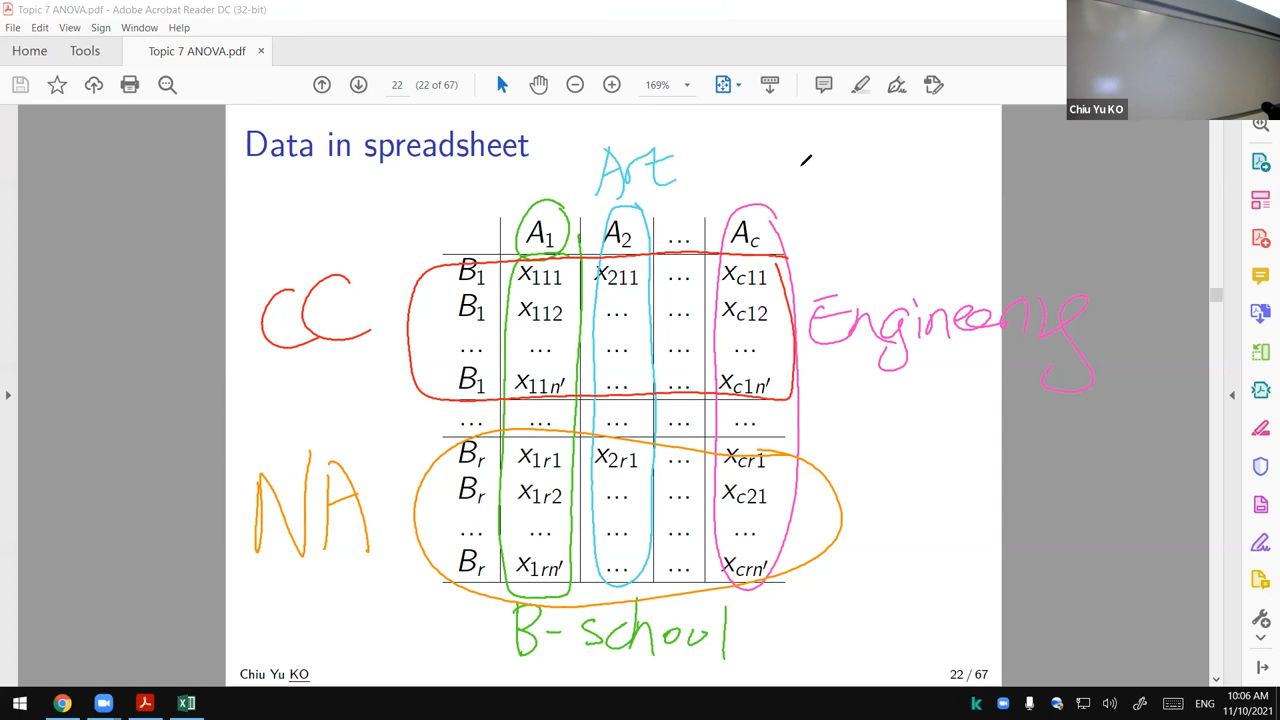 Topic 7 ANOVA.pdf - Adobe Acrobat Reader DC (32-bit)
File Edit View Sign Window Help
Home Tools Topic 7 ANOVA.pdf ×
22 (22 of 67) 169%
Chiu Yu KO
Data in spreadsheet
Art
A1 A2 ... Ac
B1 x111 x211 ... xc11
B1 x112 ... ... xc12
... ... ... ... ...
B1 x11n′ ... ... xc1n′
... ... ... ... ...
Br x1r1 x2r1 ... xcr1
Br x1r2 ... ... xc21
... ... ... ... ...
Br x1rn′ ... ... xcrn′
CC
Engineering
NA
B-school
Chiu Yu KO 22 / 67
ENG 10:06 AM
11/10/2021